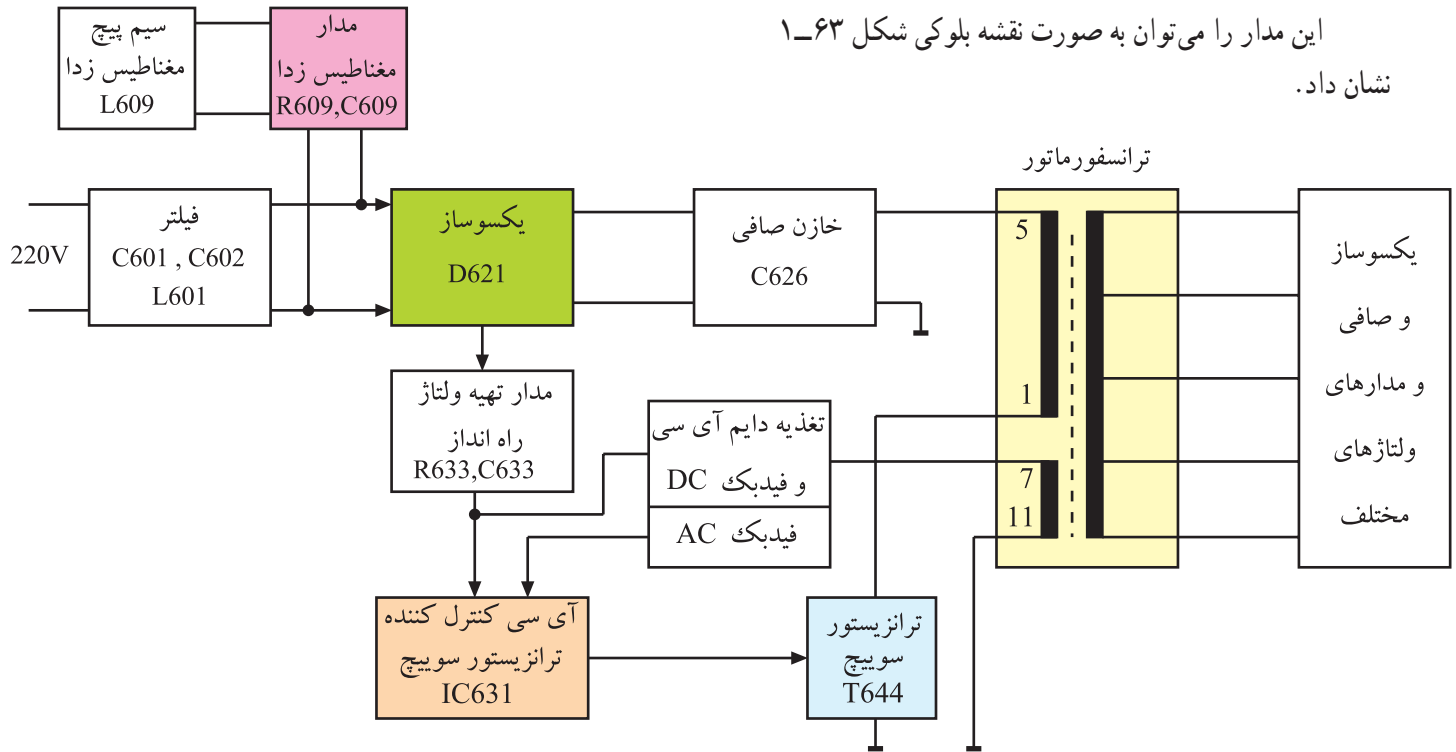 این مدار را می‌توان به صورت نقشه بلوکی شکل ۶۳–۱
نشان داد.
سیم پیچ
مغناطیس زدا
L609
مدار
مغناطیس زدا
R609,C609
220V
فیلتر
C601 , C602
L601
یکسوساز
D621
خازن صافی
C626
ترانسفورماتور
5
1
7
11
یکسوساز
و صافی
و مدارهای
ولتاژهای
مختلف
مدار تهیه ولتاژ
راه انداز
R633,C633
تغذیه دایم آی سی
و فیدبک DC
فیدبک AC
آی سی کنترل کننده
ترانزیستور سوییچ
IC631
ترانزیستور
سوییچ
T644